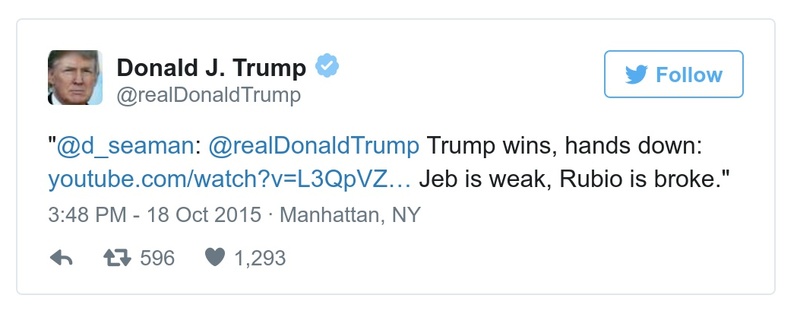 Donald J. Trump
@realDonaldTrump
Follow
"@d_seaman: @realDonaldTrump Trump wins, hands down:
youtube.com/watch?v=L3QpVZ… Jeb is weak, Rubio is broke."
3:48 PM - 18 Oct 2015 · Manhattan, NY
596 1,293